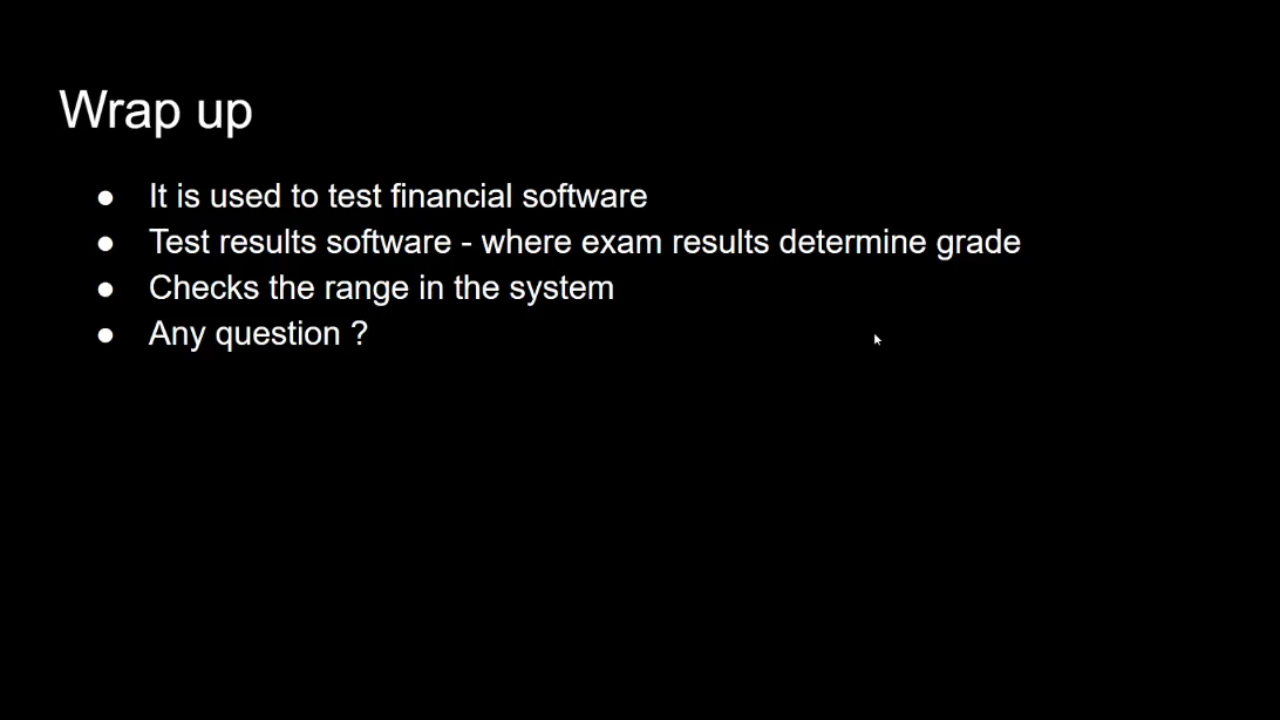 Wrap up
● It is used to test financial software
● Test results software - where exam results determine grade
● Checks the range in the system
● Any question ?